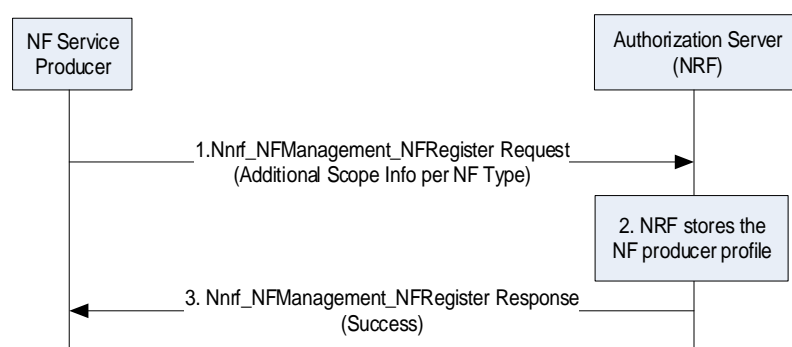 NF Service
Producer
Authorization Server
(NRF)
1.Nnrf_NFManagement_NFRegister Request
(Additional Scope Info per NF Type)
2. NRF stores the
NF producer profile
3. Nnrf_NFManagement_NFRegister Response
(Success)